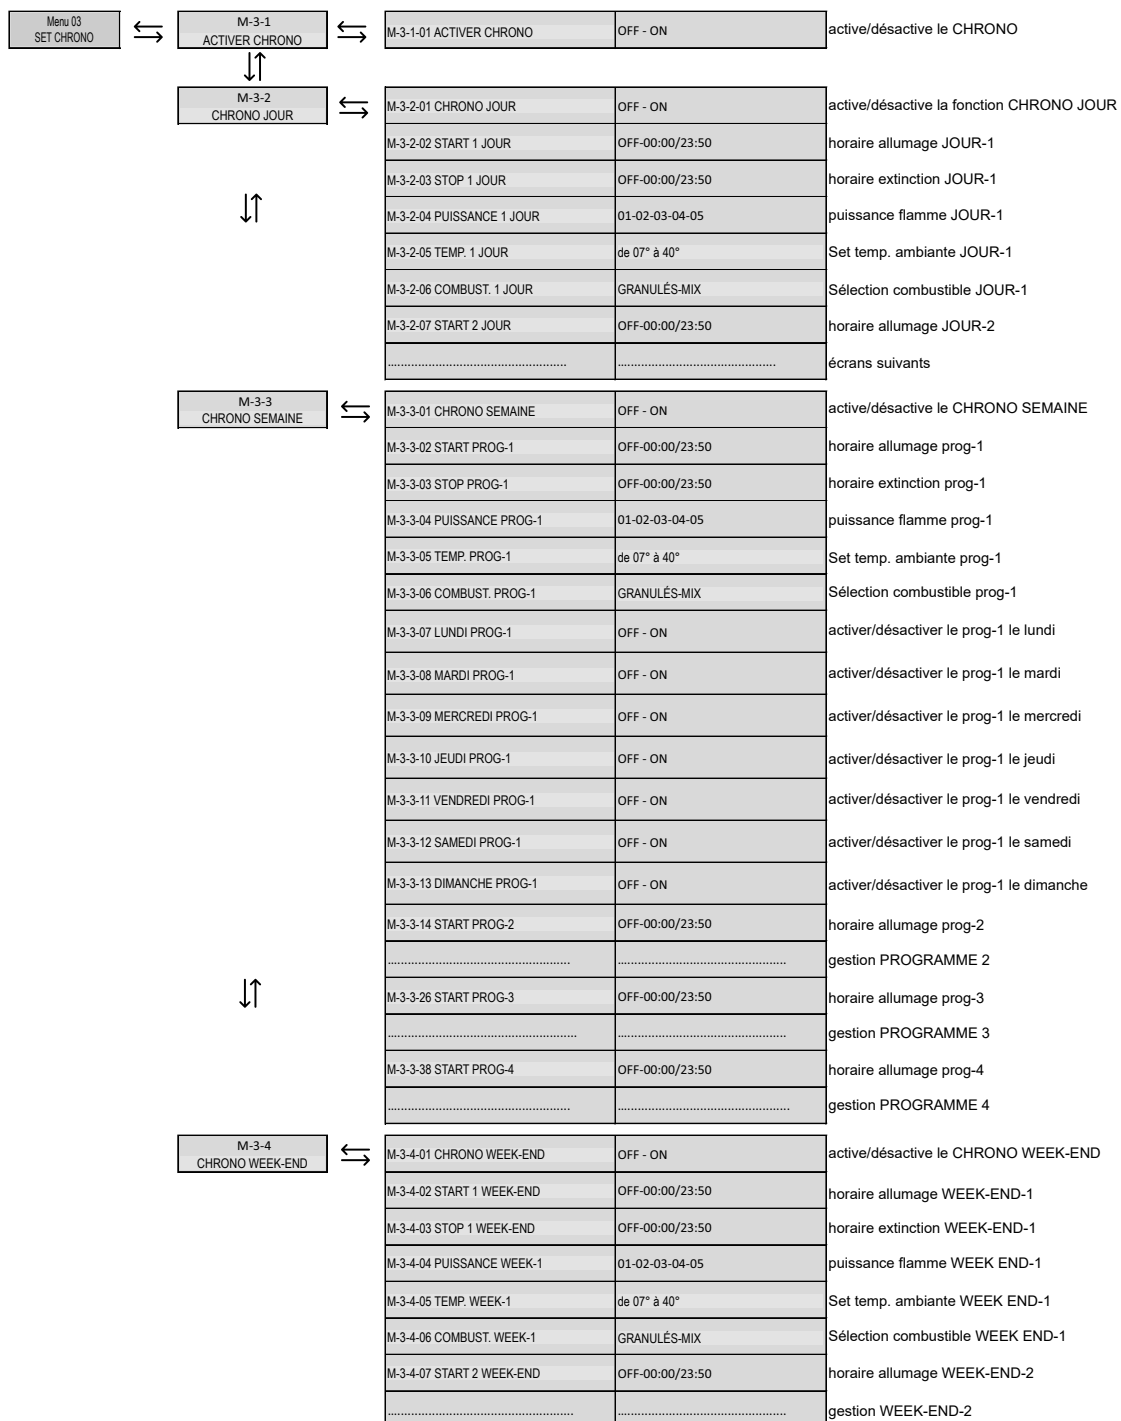 Menu 03
SET CHRONO
M-3-1
ACTIVER CHRONO
M-3-1-01 ACTIVER CHRONO OFF - ON active/désactive le CHRONO
M-3-2
CHRONO JOUR
M-3-2-01 CHRONO JOUR OFF - ON active/désactive la fonction CHRONO JOUR
M-3-2-02 START 1 JOUR OFF-00:00/23:50 horaire allumage JOUR-1
M-3-2-03 STOP 1 JOUR OFF-00:00/23:50 horaire extinction JOUR-1
M-3-2-04 PUISSANCE 1 JOUR 01-02-03-04-05 puissance flamme JOUR-1
M-3-2-05 TEMP. 1 JOUR de 07° à 40° Set temp. ambiante JOUR-1
M-3-2-06 COMBUST. 1 JOUR GRANULÉS-MIX Sélection combustible JOUR-1
M-3-2-07 START 2 JOUR OFF-00:00/23:50 horaire allumage JOUR-2
...................................................... ................................................ écrans suivants
M-3-3
CHRONO SEMAINE
M-3-3-01 CHRONO SEMAINE OFF - ON active/désactive le CHRONO SEMAINE
M-3-3-02 START PROG-1 OFF-00:00/23:50 horaire allumage prog-1
M-3-3-03 STOP PROG-1 OFF-00:00/23:50 horaire extinction prog-1
M-3-3-04 PUISSANCE PROG-1 01-02-03-04-05 puissance flamme prog-1
M-3-3-05 TEMP. PROG-1 de 07° à 40° Set temp. ambiante prog-1
M-3-3-06 COMBUST. PROG-1 GRANULÉS-MIX Sélection combustible prog-1
M-3-3-07 LUNDI PROG-1 OFF - ON activer/désactiver le prog-1 le lundi
M-3-3-08 MARDI PROG-1 OFF - ON activer/désactiver le prog-1 le mardi
M-3-3-09 MERCREDI PROG-1 OFF - ON activer/désactiver le prog-1 le mercredi
M-3-3-10 JEUDI PROG-1 OFF - ON activer/désactiver le prog-1 le jeudi
M-3-3-11 VENDREDI PROG-1 OFF - ON activer/désactiver le prog-1 le vendredi
M-3-3-12 SAMEDI PROG-1 OFF - ON activer/désactiver le prog-1 le samedi
M-3-3-13 DIMANCHE PROG-1 OFF - ON activer/désactiver le prog-1 le dimanche
M-3-3-14 START PROG-2 OFF-00:00/23:50 horaire allumage prog-2
....................................................... ................................................... gestion PROGRAMME 2
M-3-3-26 START PROG-3 OFF-00:00/23:50 horaire allumage prog-3
......................................................... ................................................... gestion PROGRAMME 3
M-3-3-38 START PROG-4 OFF-00:00/23:50 horaire allumage prog-4
....................................................... .................................................... gestion PROGRAMME 4
M-3-4
CHRONO WEEK-END
M-3-4-01 CHRONO WEEK-END OFF - ON active/désactive le CHRONO WEEK-END
M-3-4-02 START 1 WEEK-END OFF-00:00/23:50 horaire allumage WEEK-END-1
M-3-4-03 STOP 1 WEEK-END OFF-00:00/23:50 horaire extinction WEEK-END-1
M-3-4-04 PUISSANCE WEEK-1 01-02-03-04-05 puissance flamme WEEK END-1
M-3-4-05 TEMP. WEEK-1 de 07° à 40° Set temp. ambiante WEEK END-1
M-3-4-06 COMBUST. WEEK-1 GRANULÉS-MIX Sélection combustible WEEK END-1
M-3-4-07 START 2 WEEK-END OFF-00:00/23:50 horaire allumage WEEK-END-2
........................................................ ................................................... gestion WEEK-END-2